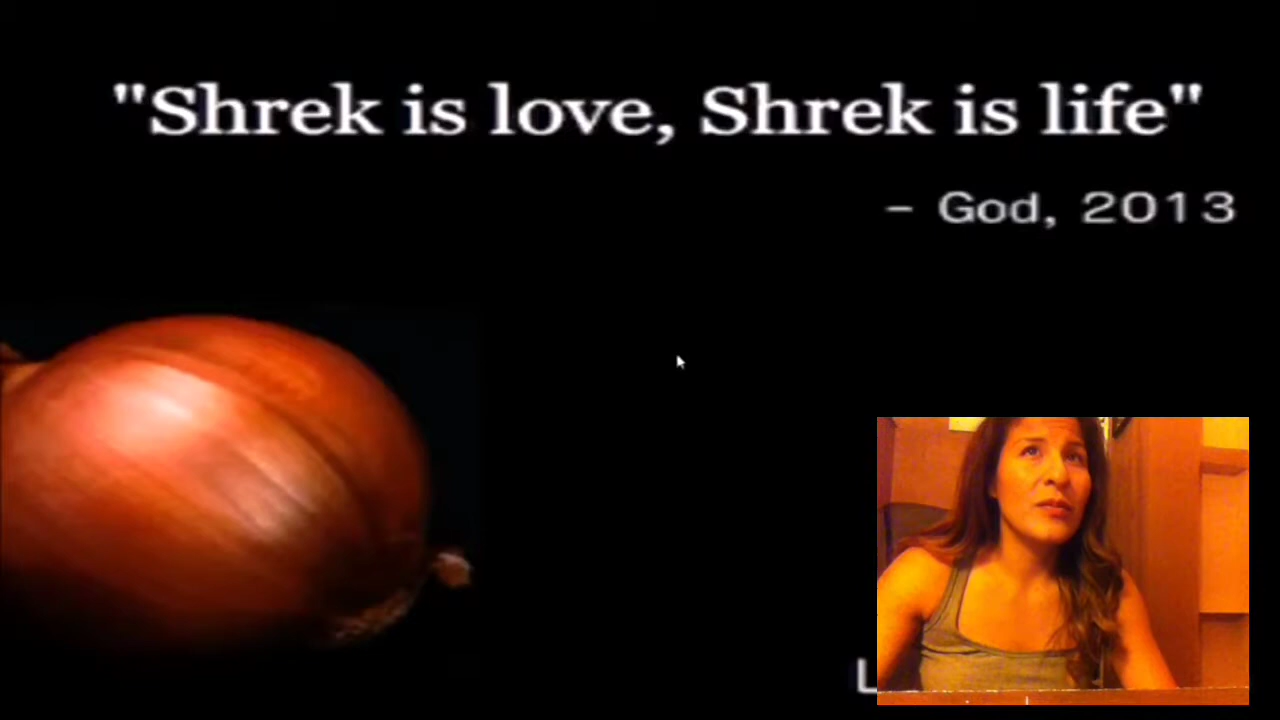 "Shrek is love, Shrek is life"
– God, 2013
L